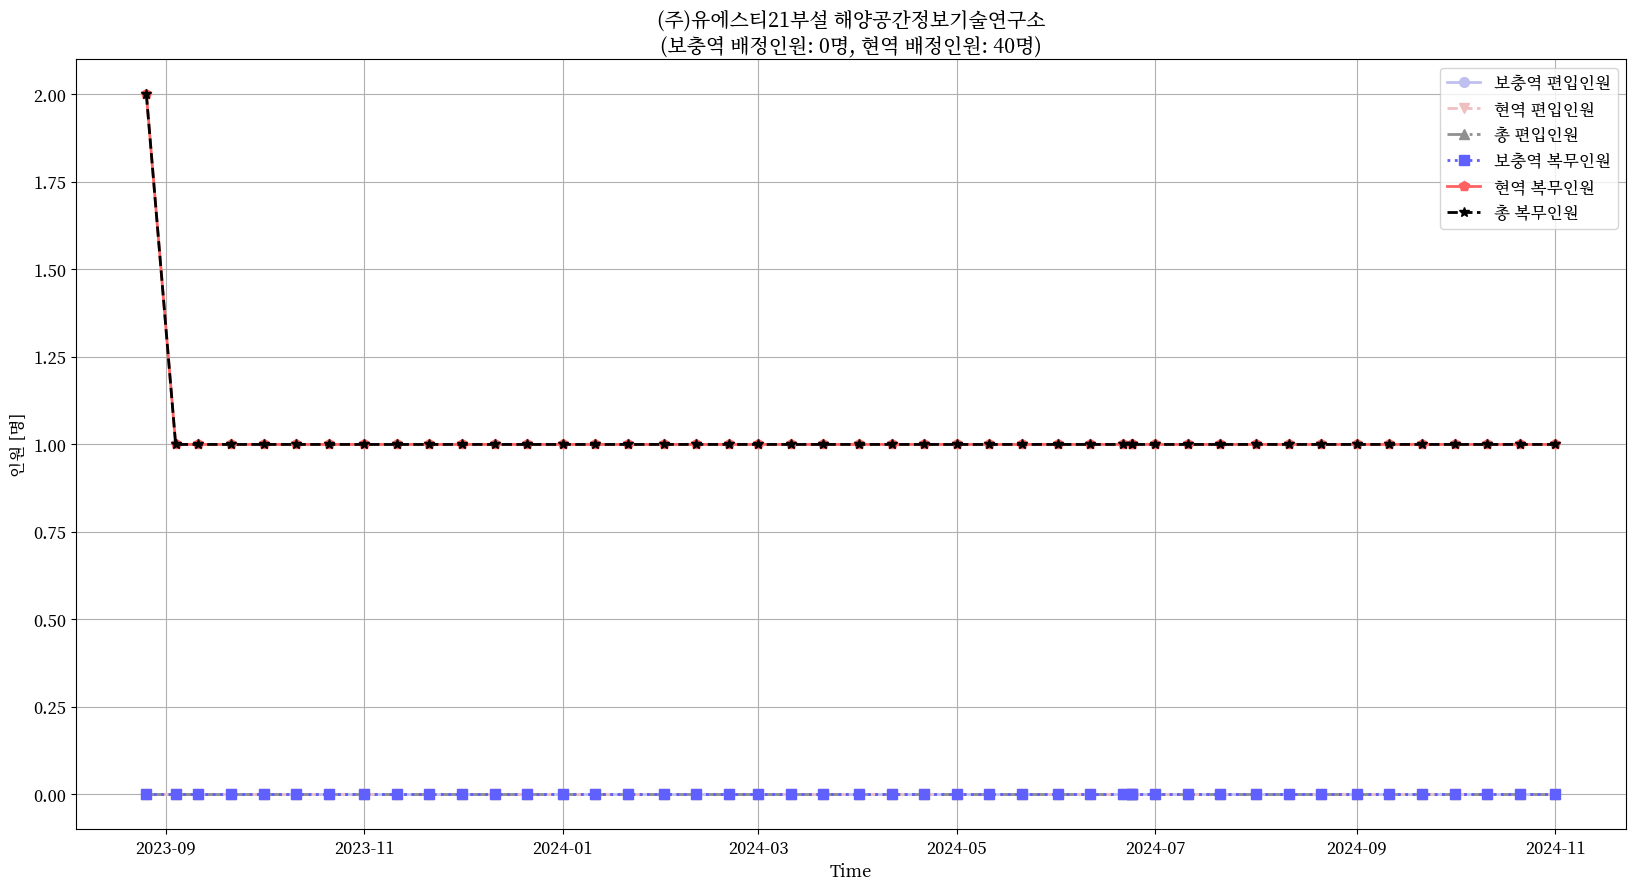 (주)유에스티21부설 해양공간정보기술연구소
(보충역 배정인원: 0명, 현역 배정인원: 40명)
보충역 편입인원
현역 편입인원
총 편입인원
보충역 복무인원
현역 복무인원
총 복무인원
인원 [명]
2.00
1.75
1.50
1.25
1.00
0.75
0.50
0.25
0.00
2023-09
2023-11
2024-01
2024-03
2024-05
2024-07
2024-09
2024-11
Time